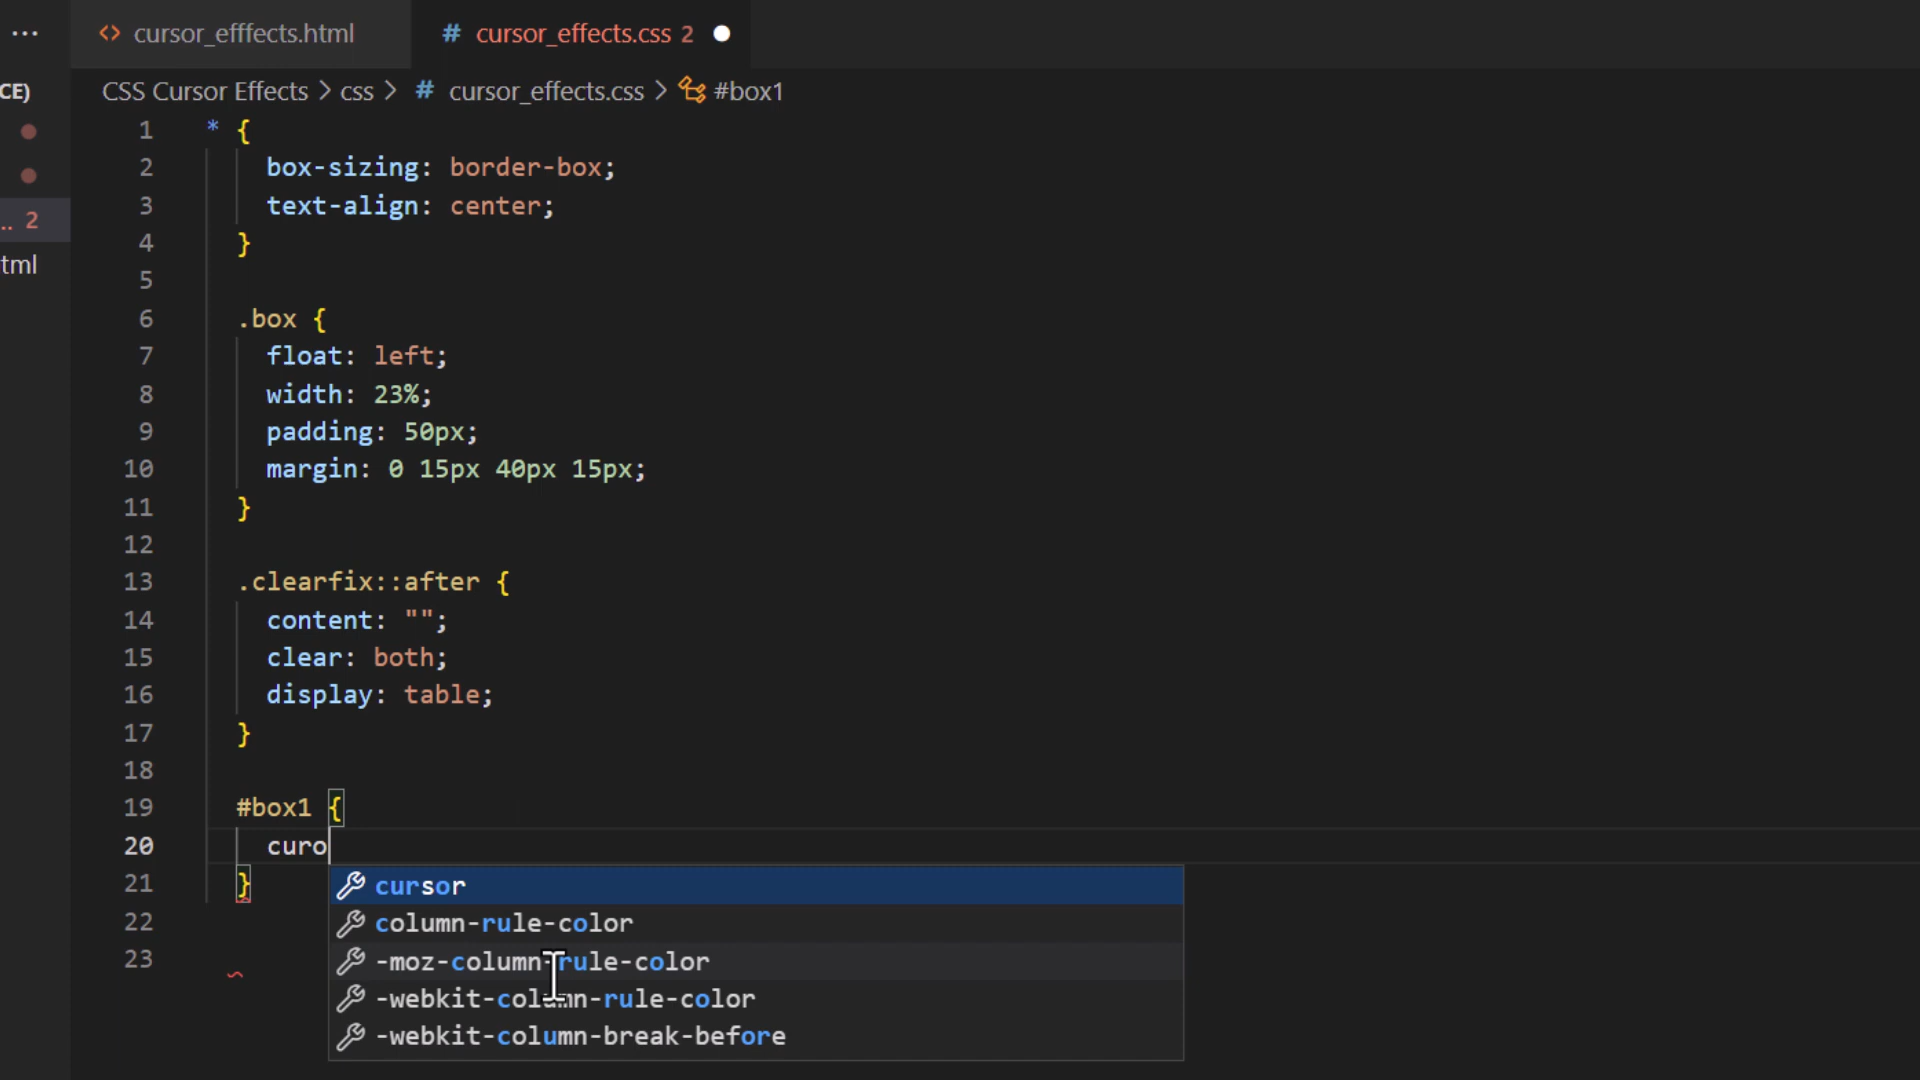 ··· <> cursor_efffects.html # cursor_effects.css 2
CE) CSS Cursor Effects > css > # cursor_effects.css > #box1
1 * {
2 box-sizing: border-box;
3 text-align: center;
.. 2
4 }
tml
5
6 .box {
7 float: left;
8 width: 23%;
9 padding: 50px;
10 margin: 0 15px 40px 15px;
11 }
12
13 .clearfix::after {
14 content: "";
15 clear: both;
16 display: table;
17 }
18
19 #box1 {
20 curo
21 }
22
23
cursor
column-rule-color
-moz-column-rule-color
-webkit-column-rule-color
-webkit-column-break-before